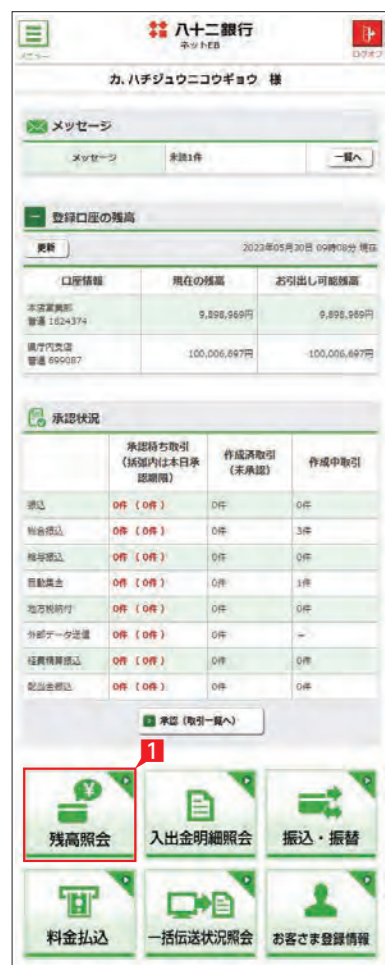 メニュー
八十二銀行
ネットEB
ログオフ
カ.ハチジュウニコウギョウ 様
メッセージ
メッセージ 未読1件 一覧へ
登録口座の残高
更新 2023年05月30日 09時08分 現在
口座情報 現在の残高 お引出し可能残高
本店営業部
普通 1624374 9,898,969円 9,898,969円
県庁内支店
普通 699087 100,006,697円 100,006,697円
承認状況
承認待ち取引
(括弧内は本日承
認期限)
作成済取引
(未承認)
作成中取引
振込 0件 ( 0件 ) 0件 0件
総合振込 0件 ( 0件 ) 0件 3件
給与振込 0件 ( 0件 ) 0件 0件
自動集金 0件 ( 0件 ) 0件 1件
地方税納付 0件 ( 0件 ) 0件 0件
外部データ送信 0件 ( 0件 ) 0件 -
経費精算振込 0件 ( 0件 ) 0件 0件
配当金振込 0件 ( 0件 ) 0件 0件
承認(取引一覧へ)
1
残高照会 入出金明細照会 振込・振替
料金払込 一括伝送状況照会 お客さま登録情報